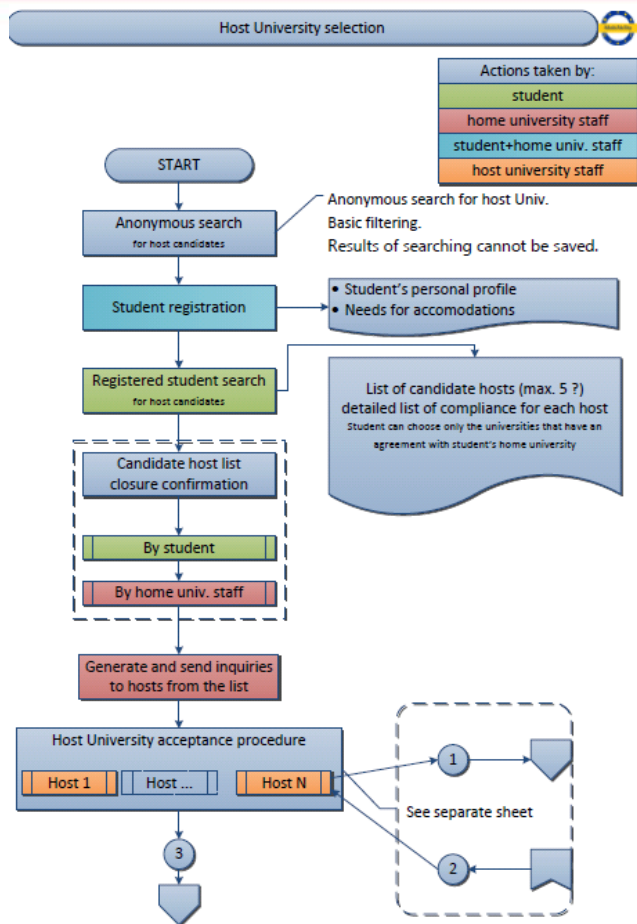 Host University selection
Actions taken by:
student
home university staff
student+home univ. staff
host university staff
START
Anonymous search
for host candidates
Anonymous search for host Univ.
Basic filtering.
Results of searching cannot be saved.
Student registration
• Student's personal profile
• Needs for accomodations
Registered student search
for host candidates
List of candidate hosts (max. 5 ?)
detailed list of compliance for each host
Student can choose only the universities that have an
agreement with student's home university
Candidate host list
closure confirmation
By student
By home univ. staff
Generate and send inquiries
to hosts from the list
Host University acceptance procedure
Host 1
Host ...
Host N
1
See separate sheet
2
3